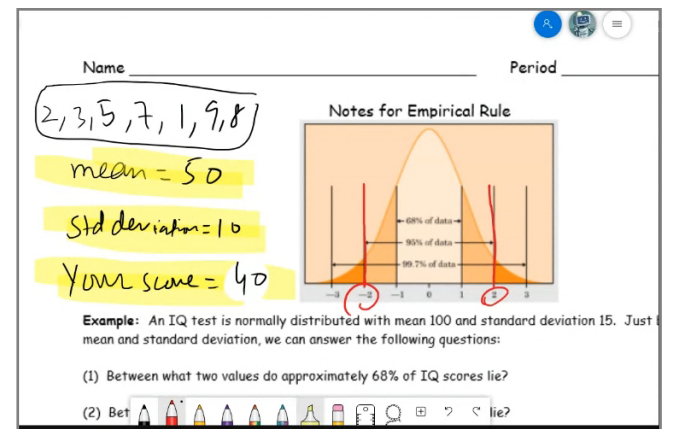 Name Period
Notes for Empirical Rule
2, 3, 5, 7, 1, 9, 8
mean = 50
Std deviation = 10
Your score = 40
68% of data
95% of data
99.7% of data
-3 -2 -1 0 1 2 3
Example: An IQ test is normally distributed with mean 100 and standard deviation 15. Just
mean and standard deviation, we can answer the following questions:
(1) Between what two values do approximately 68% of IQ scores lie?
(2) Bet lie?